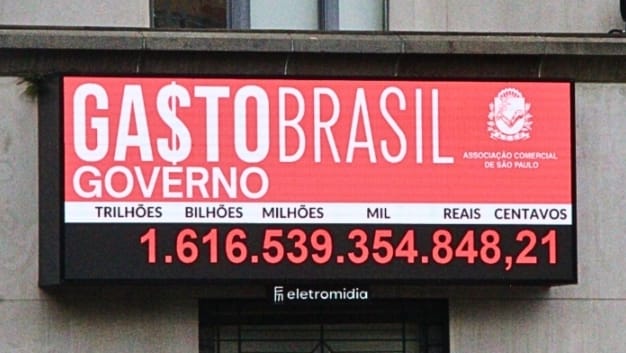 GA$TOBRASIL
GOVERNO
ASSOCIAÇÃO COMERCIAL
DE SÃO PAULO
TRILHÕES BILHÕES MILHÕES MIL REAIS CENTAVOS
1.616.539.354.848,21
eletromidia